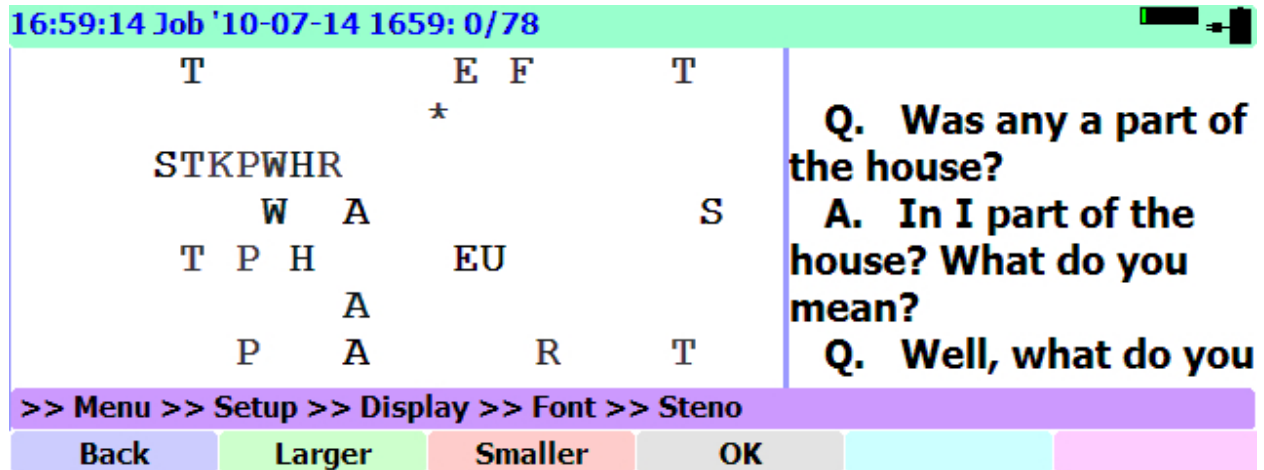 16:59:14 Job '10-07-14 1659: 0/78
T E F T
*
STKPWHR
W A S
T P H EU
A
P A R T
Q. Was any a part of
the house?
A. In I part of the
house? What do you
mean?
Q. Well, what do you
>> Menu >> Setup >> Display >> Font >> Steno
Back Larger Smaller OK